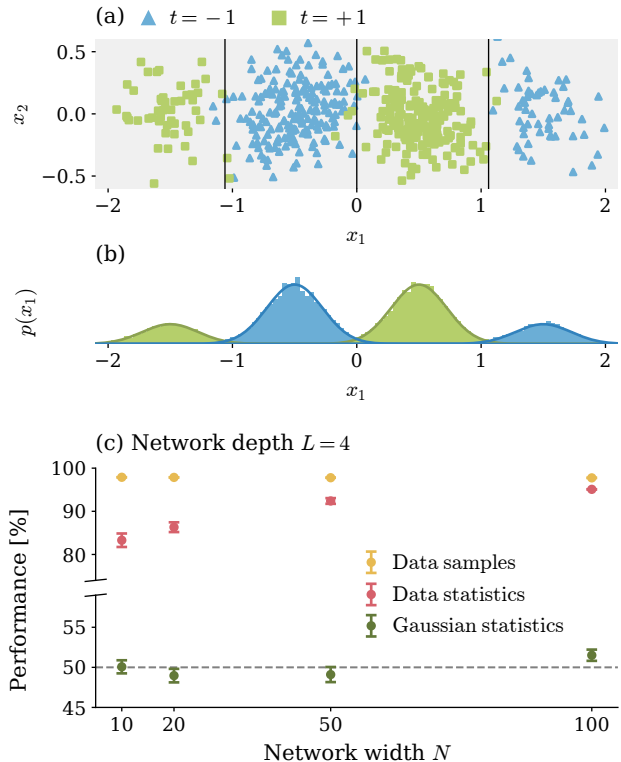 (a) t = −1 t = +1
0.5
0.0
−0.5
x₂
−2 −1 0 1 2
x₁
(b)
p(x₁)
−2 −1 0 1 2
x₁
(c) Network depth L = 4
100
90
80
55
50
45
Performance [%]
Data samples
Data statistics
Gaussian statistics
10 20 50 100
Network width N